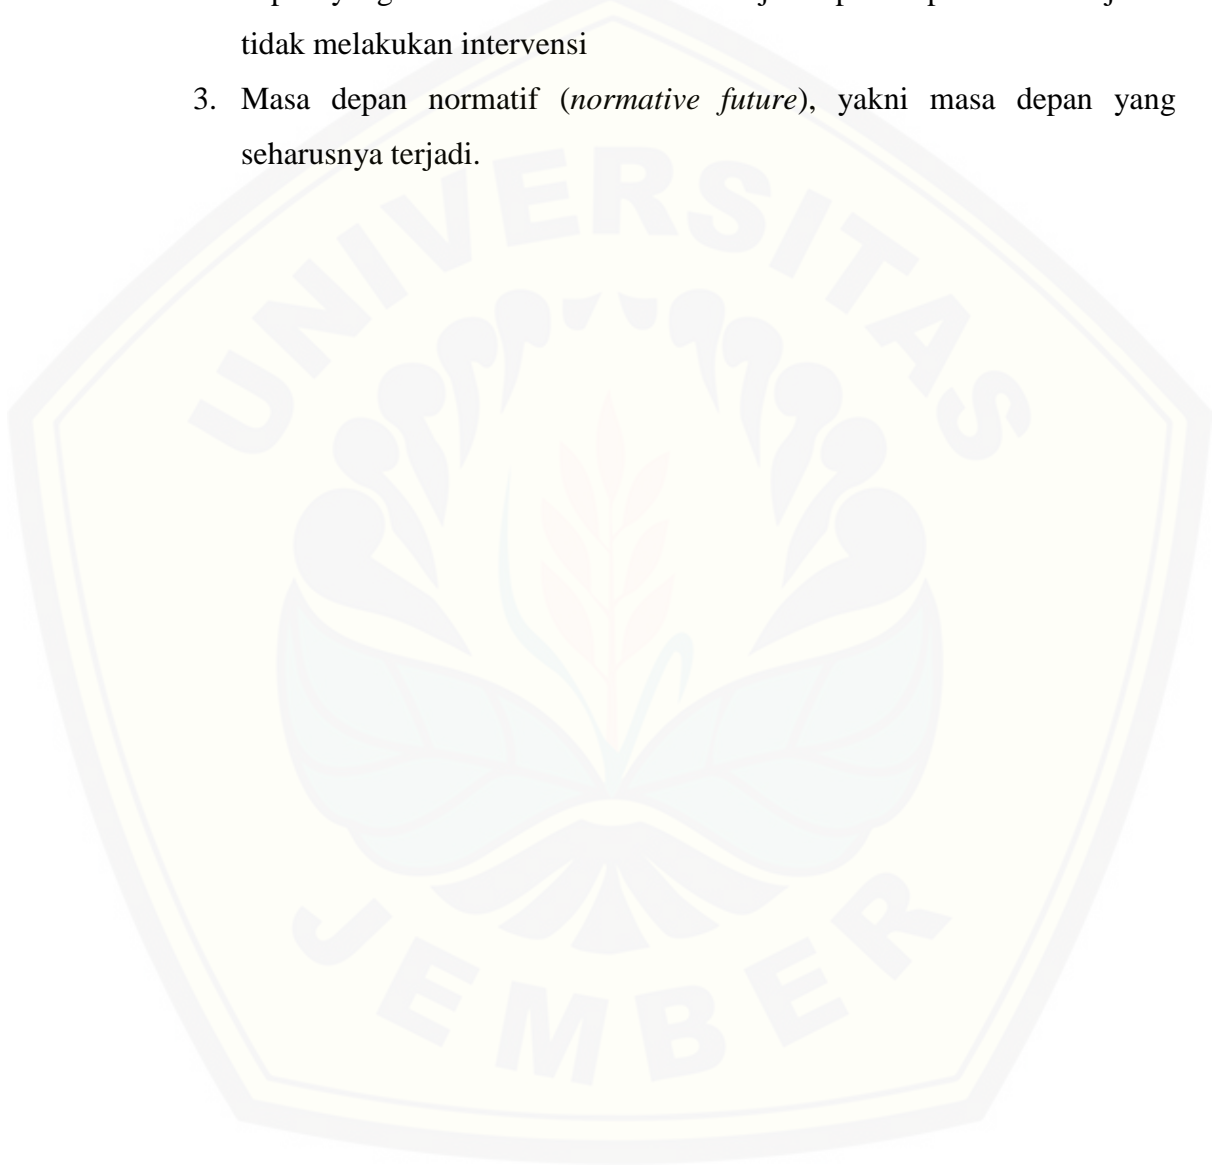 tidak melakukan intervensi
3. Masa depan normatif (normative future), yakni masa depan yang
seharusnya terjadi.
UNIVERSITAS
JEMBER